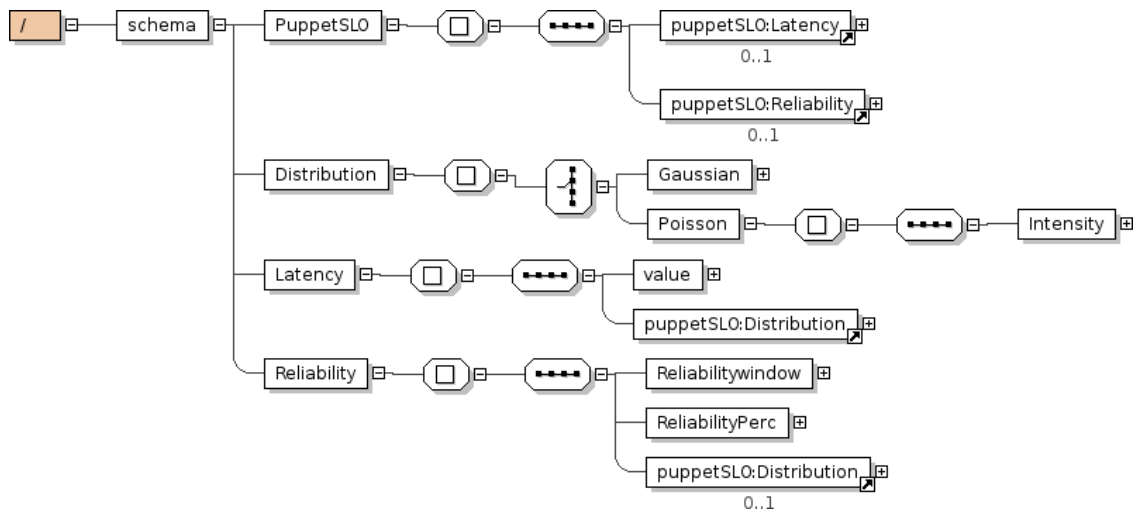 /
schema
PuppetSLO
puppetSLO:Latency
0..1
puppetSLO:Reliability
0..1
Distribution
Gaussian
Poisson
Intensity
Latency
value
puppetSLO:Distribution
Reliability
Reliabilitywindow
ReliabilityPerc
puppetSLO:Distribution
0..1